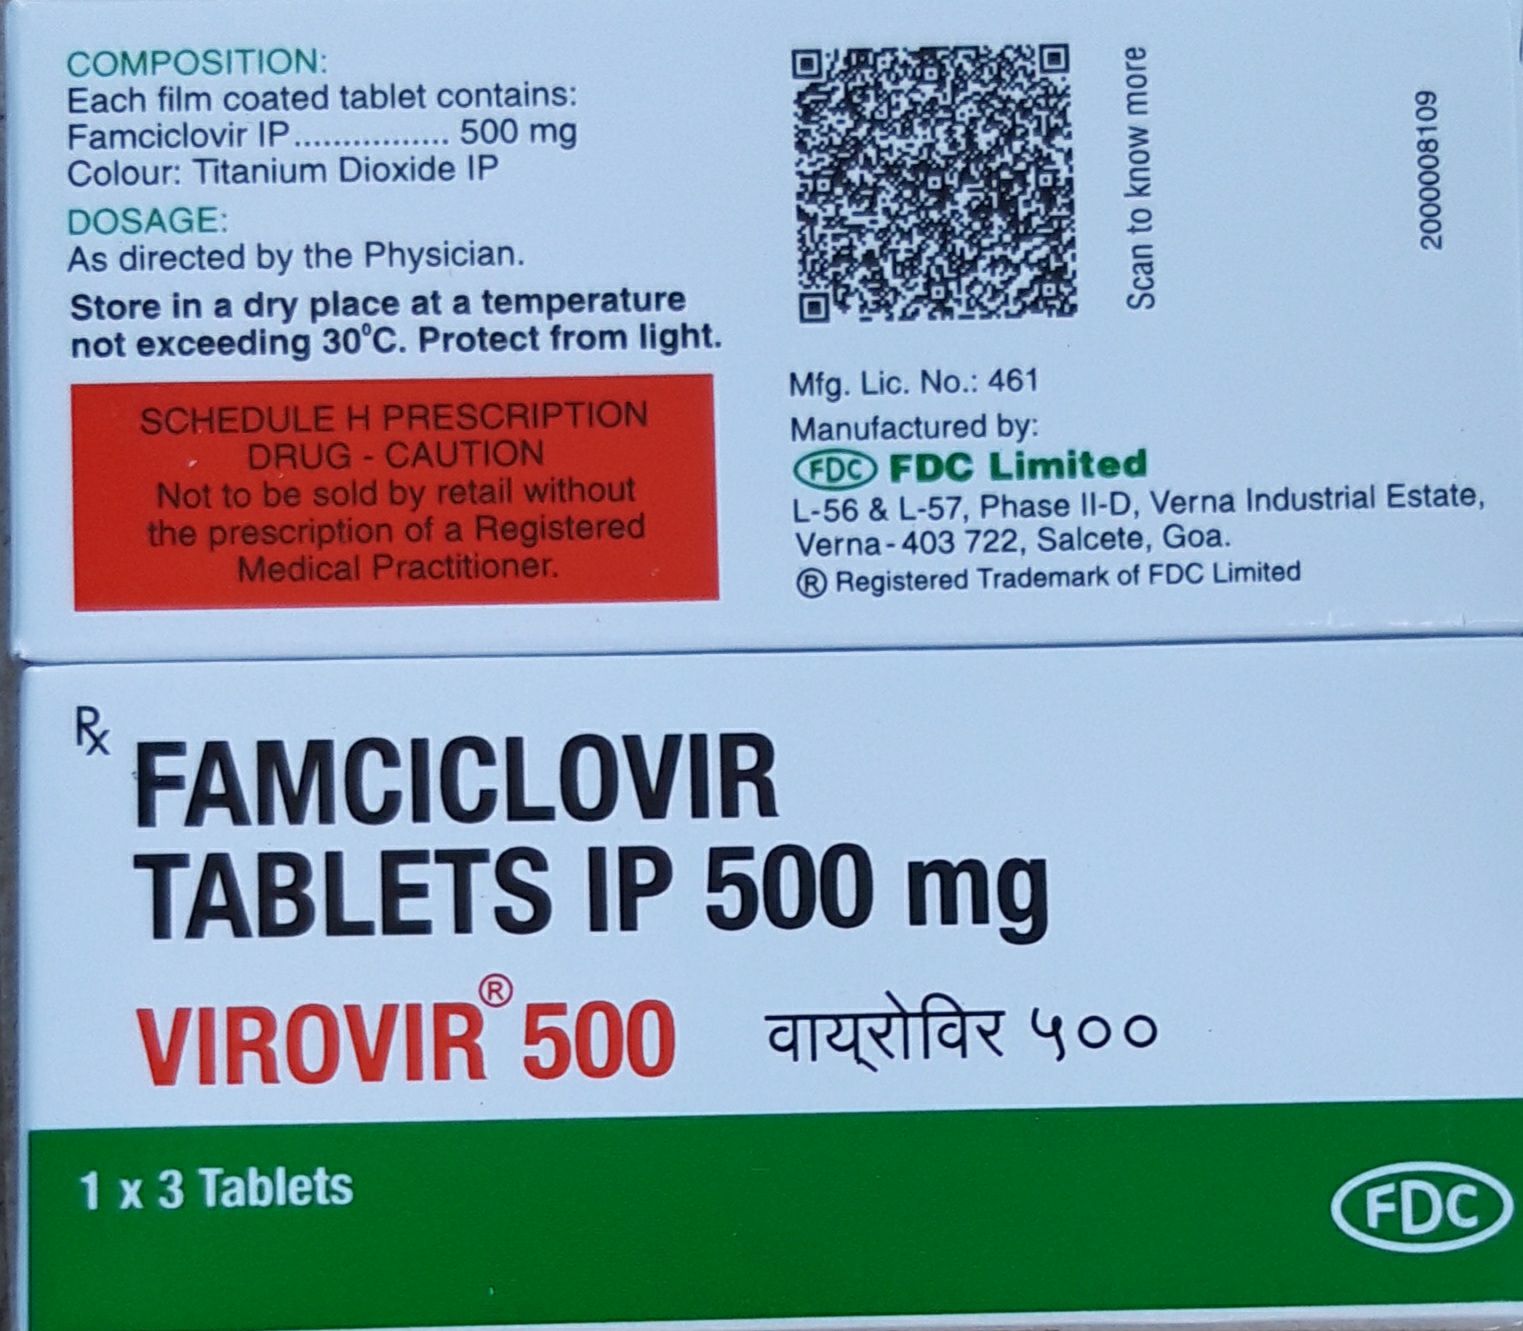 COMPOSITION:
Each film coated tablet contains:
Famciclovir IP................ 500 mg
Colour: Titanium Dioxide IP
DOSAGE:
As directed by the Physician.
Store in a dry place at a temperature
not exceeding 30⁰C. Protect from light.
SCHEDULE H PRESCRIPTION
DRUG - CAUTION
Not to be sold by retail without
the prescription of a Registered
Medical Practitioner.
Scan to know more
2000008109
Mfg. Lic. No.: 461
Manufactured by:
FDC FDC Limited
L-56 & L-57, Phase II-D, Verna Industrial Estate,
Verna-403 722, Salcete, Goa.
® Registered Trademark of FDC Limited
Rx FAMCICLOVIR
TABLETS IP 500 mg
VIROVIR® 500 वाय्रोविर ५००
1 x 3 Tablets
FDC